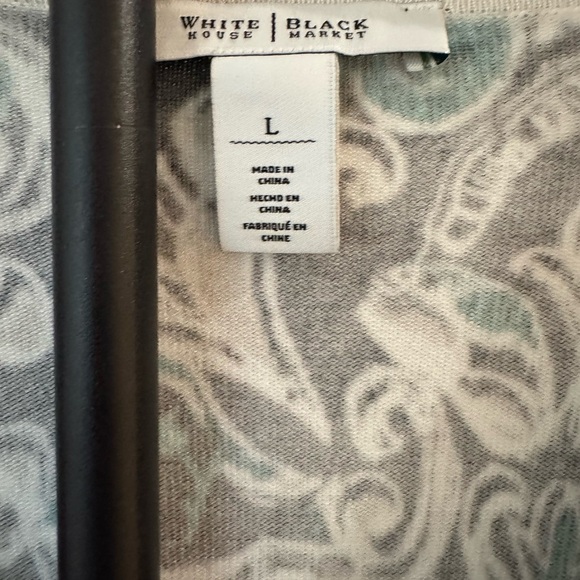 WHITE | BLACK
HOUSE | MARKET
L
MADE IN
CHINA
HECHO EN
CHINA
FABRIQUÉ EN
CHINE